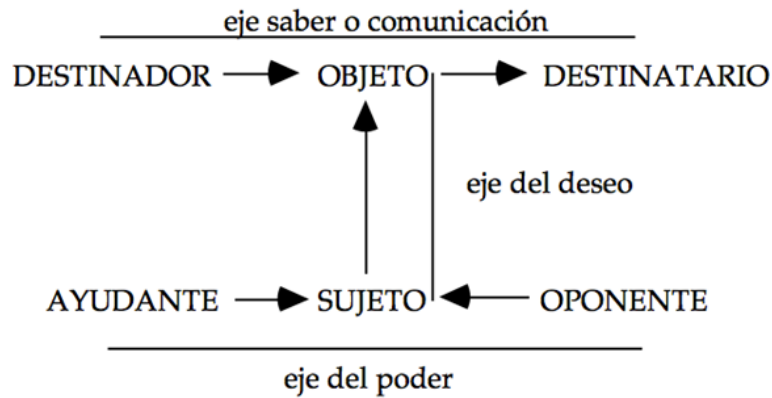 eje saber o comunicación
DESTINADOR OBJETO DESTINATARIO
eje del deseo
AYUDANTE SUJETO OPONENTE
eje del poder